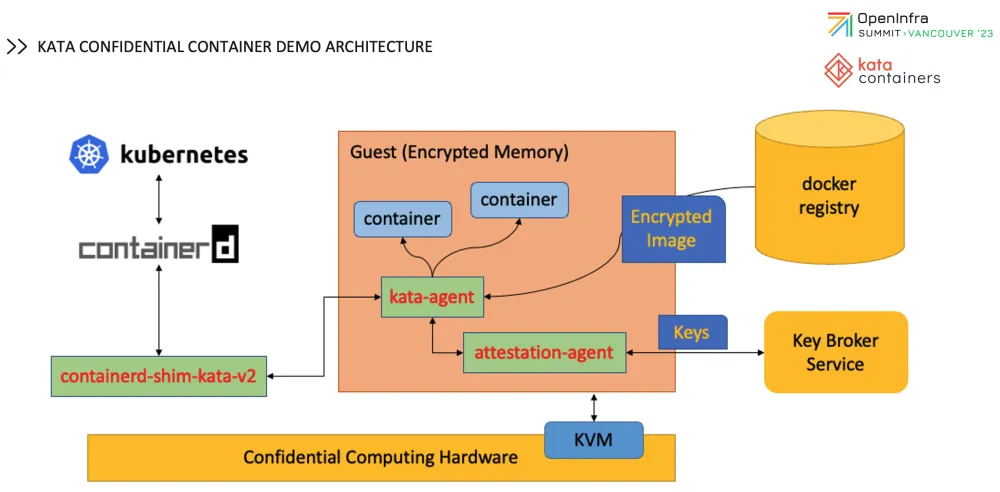 KATA CONFIDENTIAL CONTAINER DEMO ARCHITECTURE
OpenInfra
SUMMIT › VANCOUVER '23
kata
containers
kubernetes
containerd
containerd-shim-kata-v2
Guest (Encrypted Memory)
container
container
kata-agent
attestation-agent
Encrypted
Image
docker
registry
Keys
Key Broker
Service
KVM
Confidential Computing Hardware